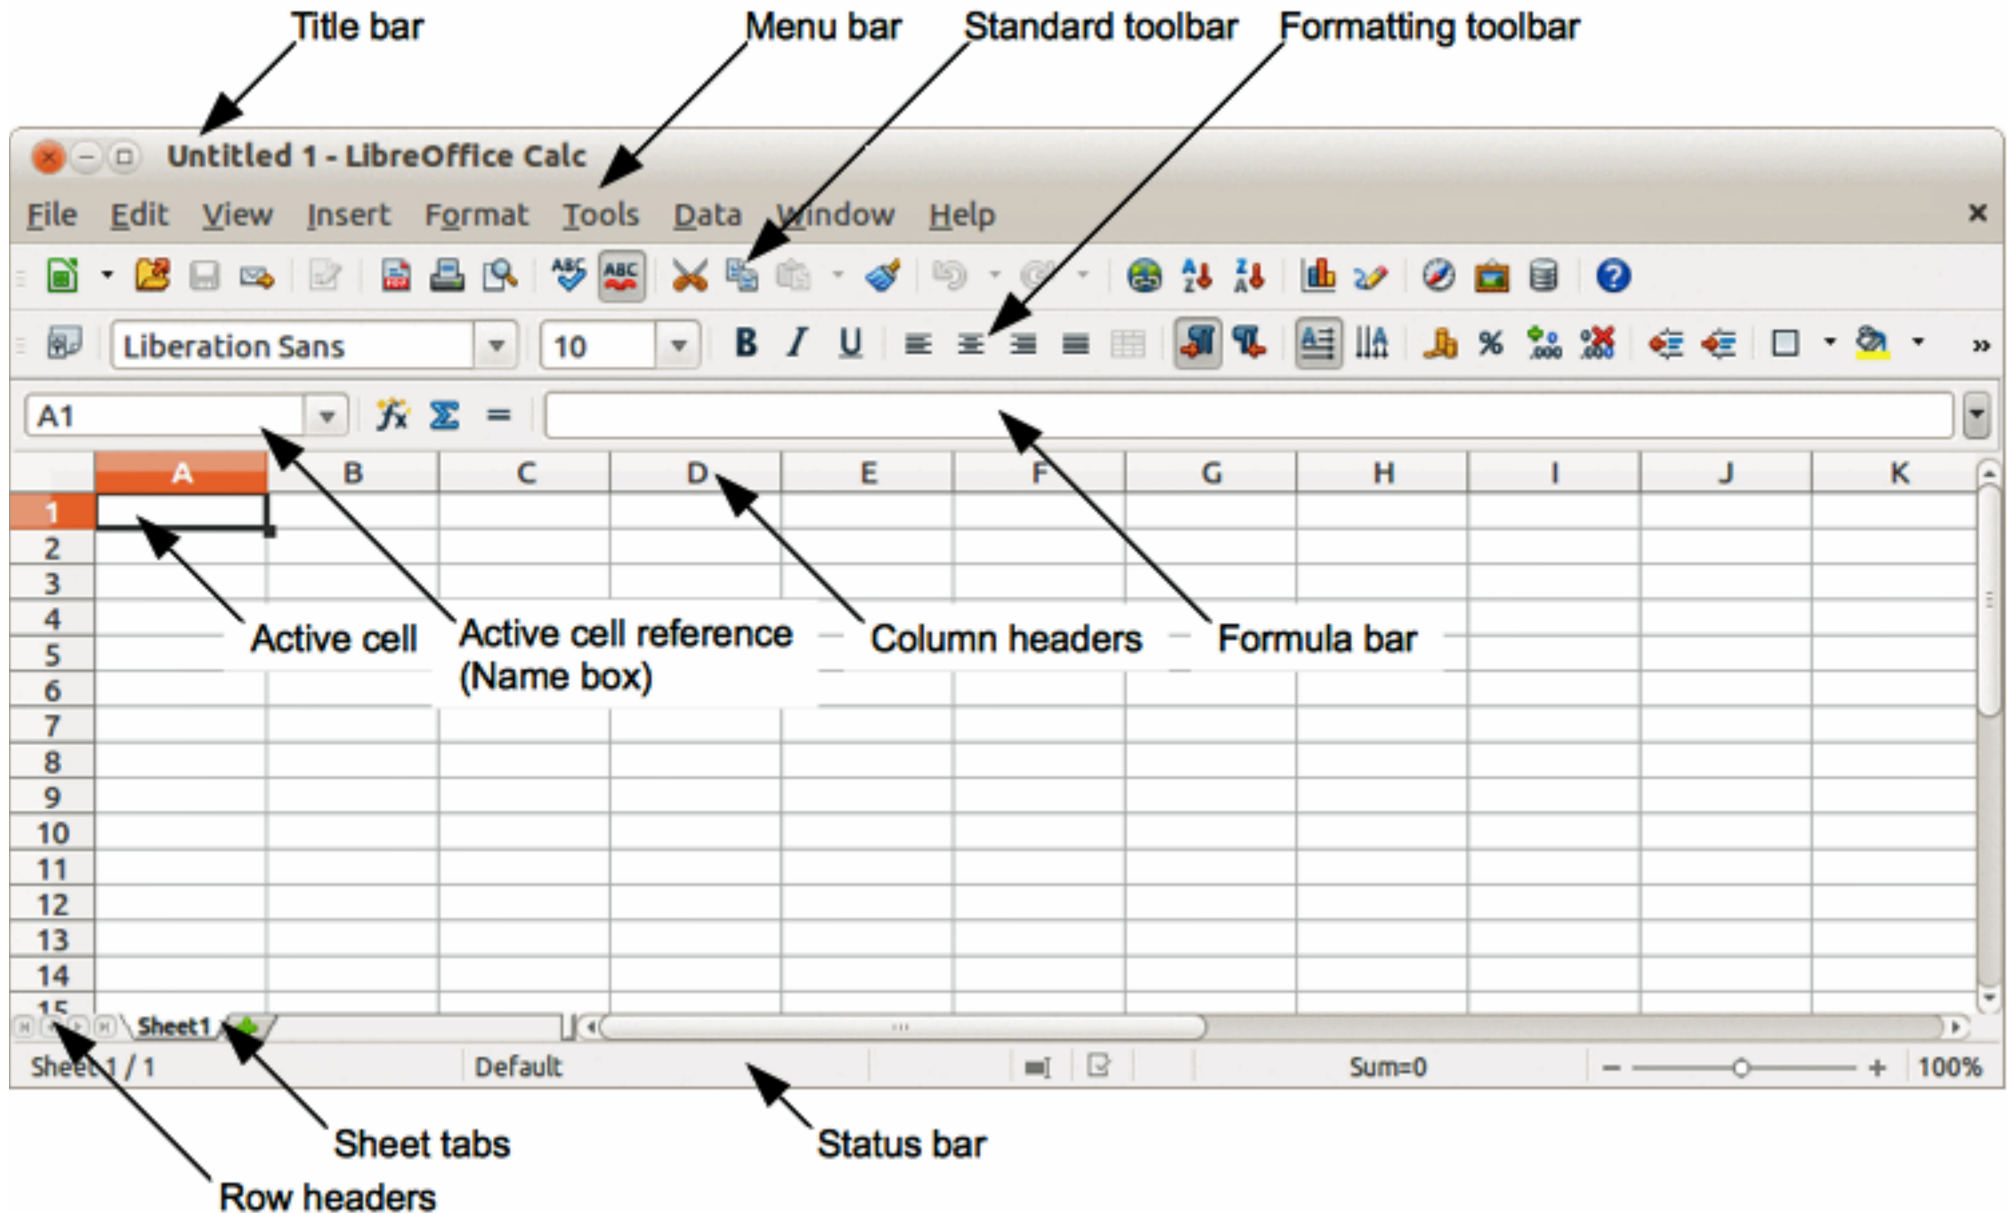 Title bar Menu bar Standard toolbar Formatting toolbar
Untitled 1 - LibreOffice Calc
File Edit View Insert Format Tools Data Window Help
Liberation Sans 10 B I U %
A1
A B C D E F G H I J K
1
2
3
4
5
6
7
8
9
10
11
12
13
14
15
Active cell
Active cell reference
(Name box)
Column headers
Formula bar
Sheet1
Sheet 1 / 1 Default Sum=0 100%
Sheet tabs
Status bar
Row headers